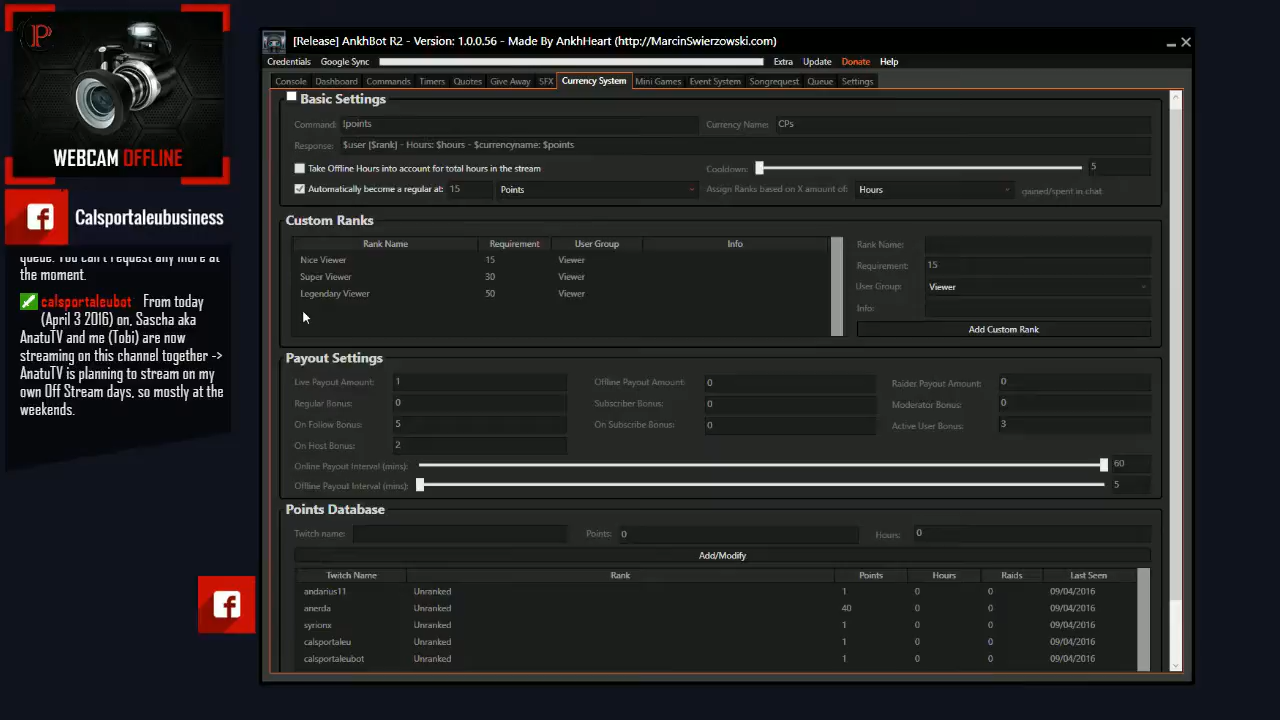 WEBCAM OFFLINE
Calsportaleubusiness
queue. You can't request any more at
the moment.
calsportaleubot From today
(April 3 2016) on, Sascha aka
AnatuTV and me (Tobi) are now
streaming on this channel together ->
AnatuTV is planning to stream on my
own Off Stream days, so mostly at the
weekends.
[Release] AnkhBot R2 - Version: 1.0.0.56 - Made By AnkhHeart (http://MarcinSwierzowski.com)
Credentials Google Sync Extra Update Donate Help
Console Dashboard Commands Timers Quotes Give Away SFX Currency System Mini Games Event System Songrequest Queue Settings
Basic Settings
Command: !points Currency Name: CPs
Response: $user [$rank] - Hours: $hours - $currencyname: $points
Take Offline Hours into account for total hours in the stream Cooldown: 5
Automatically become a regular at: 15 Points Assign Ranks based on X amount of: Hours gained/spent in chat
Custom Ranks
Rank Name Requirement User Group Info
Nice Viewer 15 Viewer
Super Viewer 30 Viewer
Legendary Viewer 50 Viewer
Rank Name:
Requirement: 15
User Group: Viewer
Info:
Add Custom Rank
Payout Settings
Live Payout Amount: 1 Offline Payout Amount: 0 Raider Payout Amount: 0
Regular Bonus: 0 Subscriber Bonus: 0 Moderator Bonus: 0
On Follow Bonus: 5 On Subscribe Bonus: 0 Active User Bonus: 3
On Host Bonus: 2
Online Payout Interval (mins): 60
Offline Payout Interval (mins): 5
Points Database
Twitch name: Points: 0 Hours: 0
Add/Modify
Twitch Name Rank Points Hours Raids Last Seen
andarius11 Unranked 1 0 0 09/04/2016
anerda Unranked 40 0 0 09/04/2016
syrionx Unranked 1 0 0 09/04/2016
calsportaleu Unranked 1 0 0 09/04/2016
calsportaleubot Unranked 1 0 0 09/04/2016